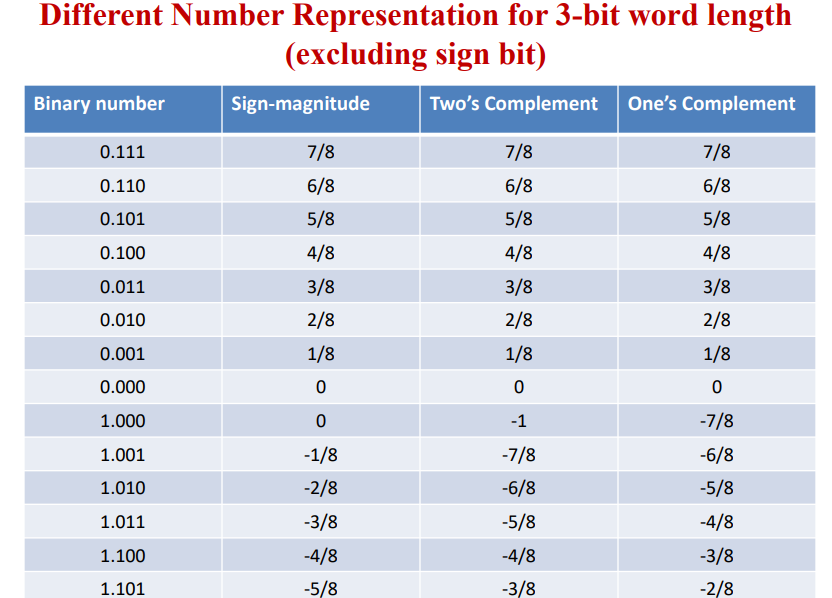 Different Number Representation for 3-bit word length
(excluding sign bit)
Binary number Sign-magnitude Two's Complement One's Complement
0.111 7/8 7/8 7/8
0.110 6/8 6/8 6/8
0.101 5/8 5/8 5/8
0.100 4/8 4/8 4/8
0.011 3/8 3/8 3/8
0.010 2/8 2/8 2/8
0.001 1/8 1/8 1/8
0.000 0 0 0
1.000 0 -1 -7/8
1.001 -1/8 -7/8 -6/8
1.010 -2/8 -6/8 -5/8
1.011 -3/8 -5/8 -4/8
1.100 -4/8 -4/8 -3/8
1.101 -5/8 -3/8 -2/8